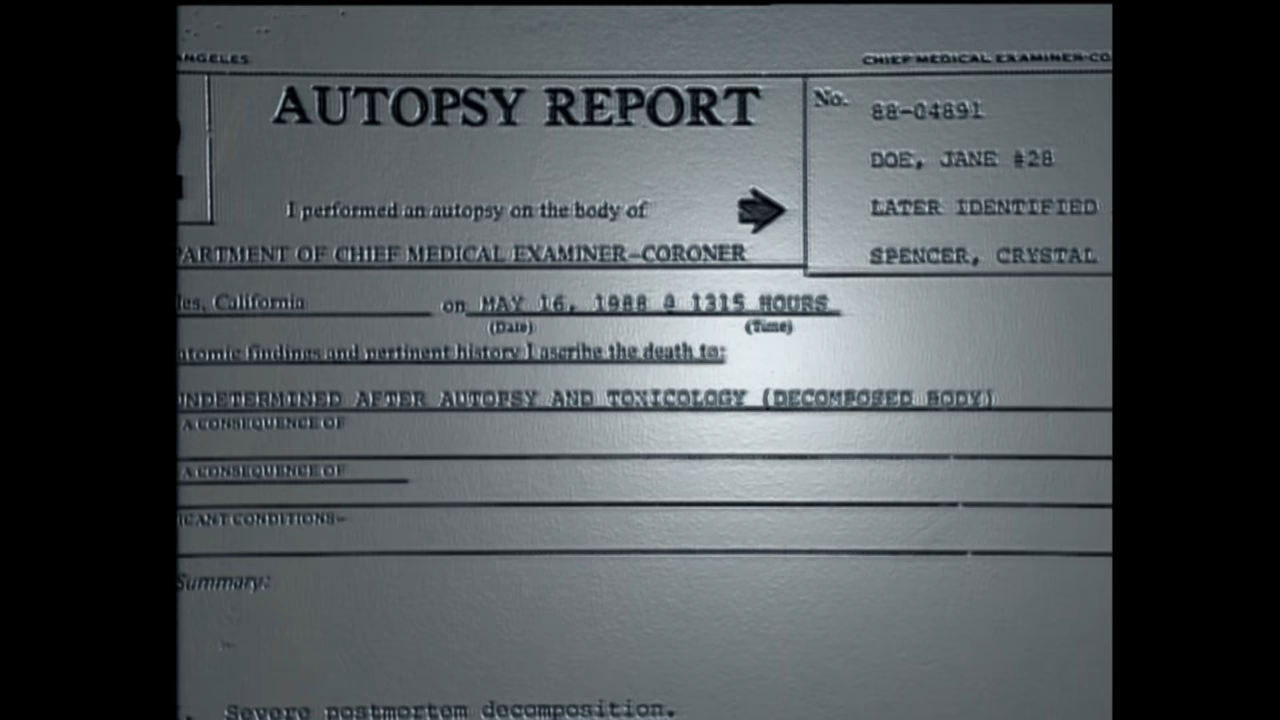 ANGELES
CHIEF MEDICAL EXAMINER-CO
AUTOPSY REPORT
No.
88-04891
DOE, JANE #28
I performed an autopsy on the body of
LATER IDENTIFIED
PARTMENT OF CHIEF MEDICAL EXAMINER-CORONER
SPENCER, CRYSTAL
les, California on MAY 16, 1988 @ 1315 HOURS
(Date) (Time)
atomic findings and pertinent history I ascribe the death to:
UNDETERMINED AFTER AUTOPSY AND TOXICOLOGY (DECOMPOSED BODY)
A CONSEQUENCE OF
A CONSEQUENCE OF
ICANT CONDITIONS-
Summary:
. Severe postmortem decomposition.